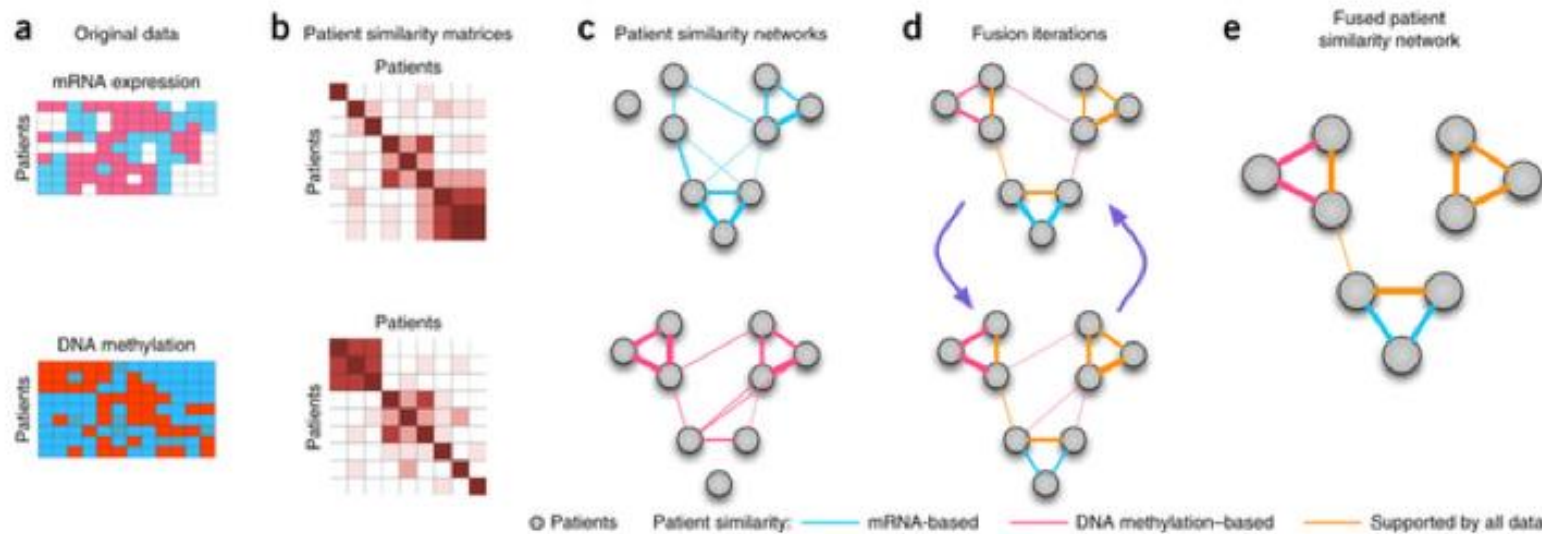 a Original data
mRNA expression
Patients
DNA methylation
Patients
b Patient similarity matrices
Patients
Patients
Patients
Patients
c Patient similarity networks
d Fusion iterations
e Fused patient
similarity network
Patients Patient similarity: mRNA-based DNA methylation–based Supported by all data